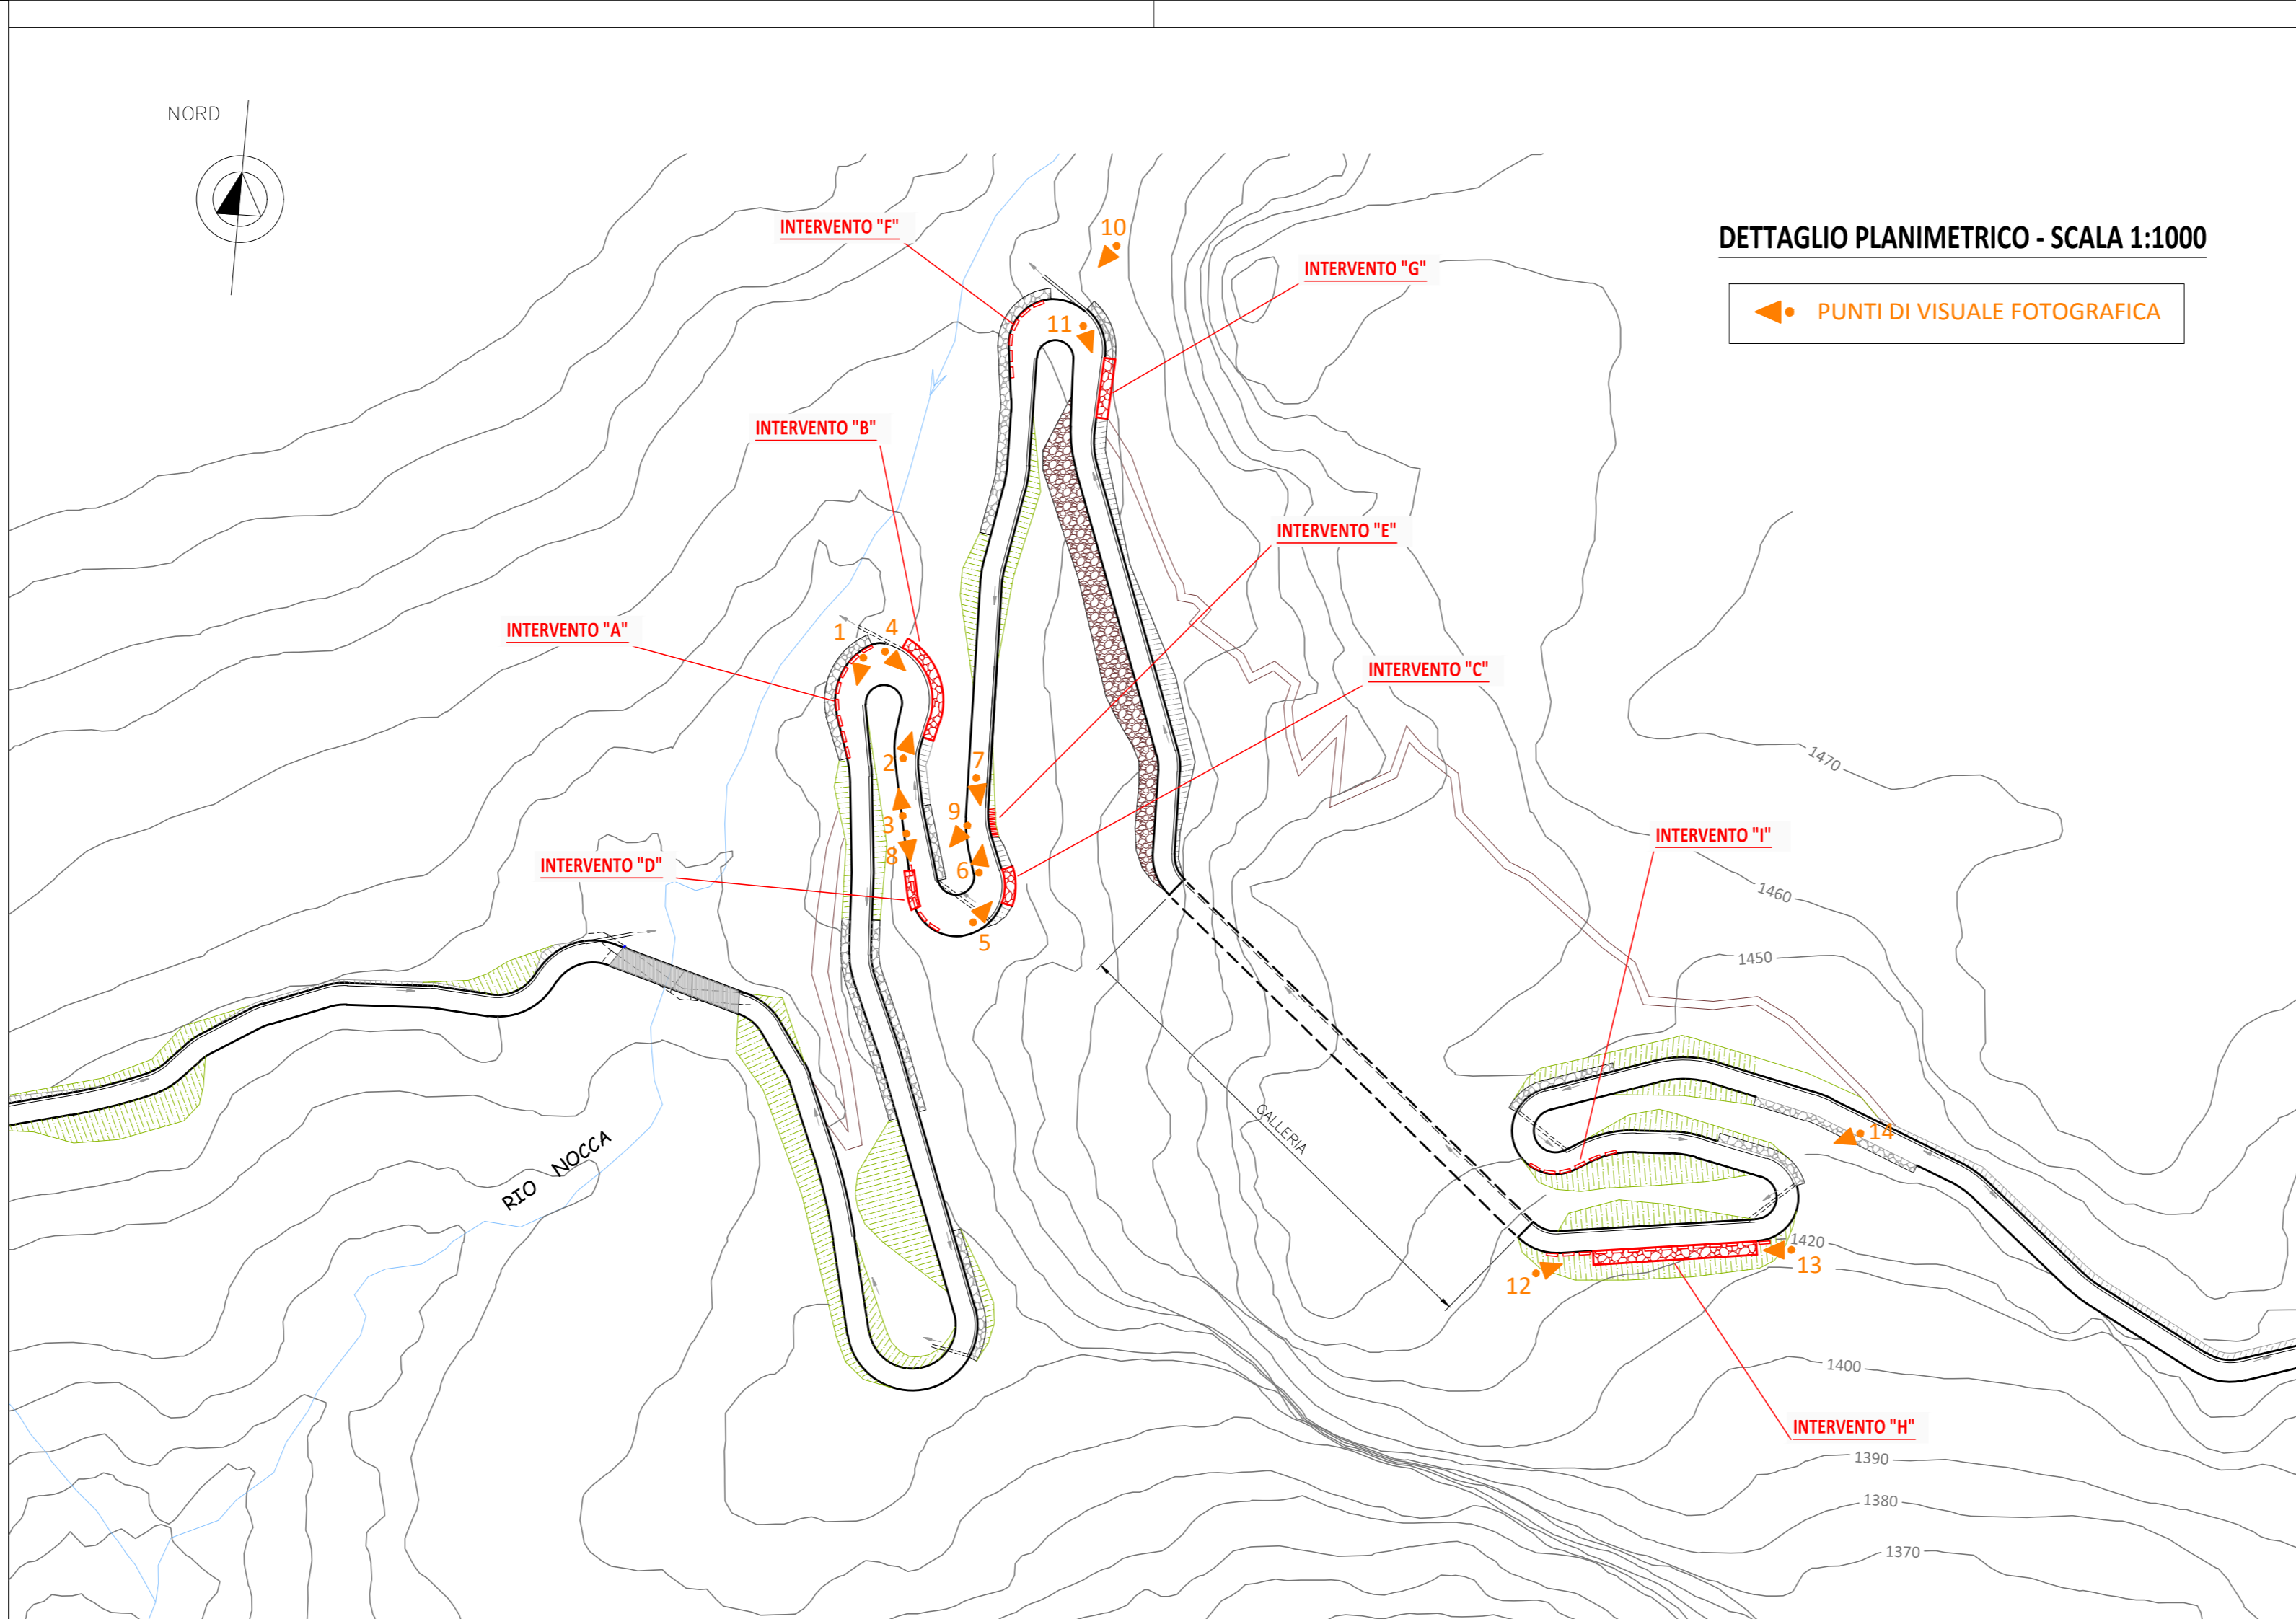 NORD
DETTAGLIO PLANIMETRICO - SCALA 1:1000
PUNTI DI VISUALE FOTOGRAFICA
INTERVENTO "F"
10
INTERVENTO "G"
11
INTERVENTO "B"
INTERVENTO "E"
INTERVENTO "A"
1
4
INTERVENTO "C"
2
7
1470
3
9
8
6
INTERVENTO "D"
INTERVENTO "I"
5
1460
1450
GALLERIA
14
RIO NOCCA
1420
12
13
1400
INTERVENTO "H"
1390
1380
1370